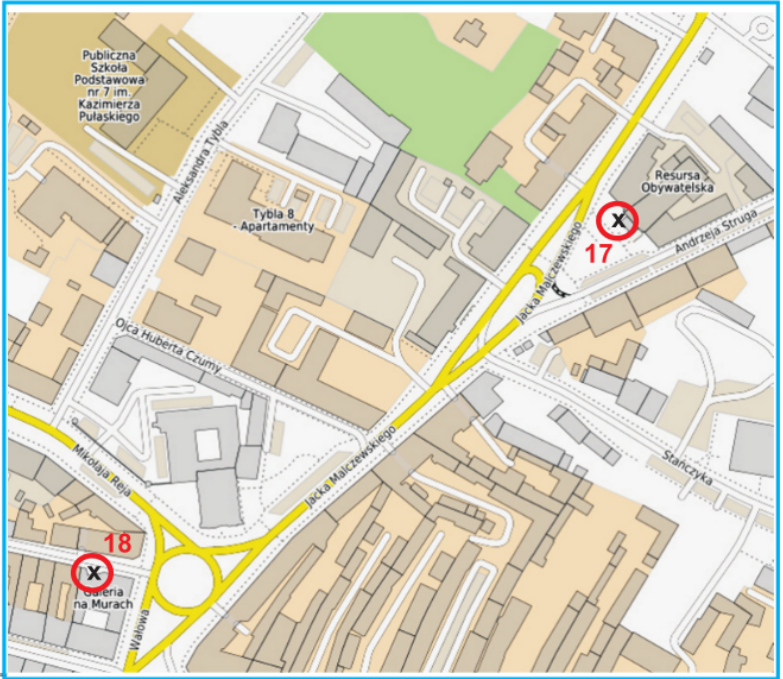 Publiczna
Szkoła
Podstawowa
nr 7 im.
Kazimierza
Pułaskiego
Aleksandra Tybla
Tybla 8
- Apartamenty
Resursa
Obywatelska
x
17
Andrzeja Struga
Jacka Malczewskiego
Jacka Malczewskiego
Ojca Huberta Czumy
Stańczyka
Mikołaja Reja
Jacka Malczewskiego
18
x
Galeria
na Murach
Wałowa